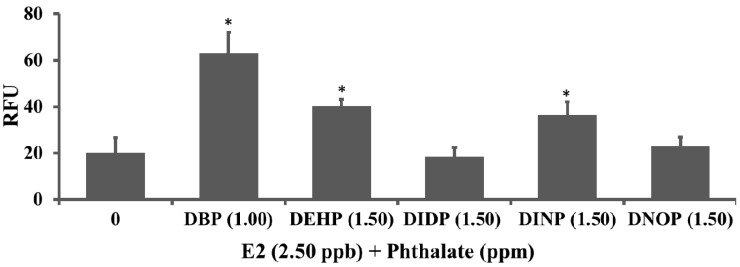 80
60
40
20
0
RFU
* * *
0 DBP (1.00) DEHP (1.50) DIDP (1.50) DINP (1.50) DNOP (1.50)
E2 (2.50 ppb) + Phthalate (ppm)